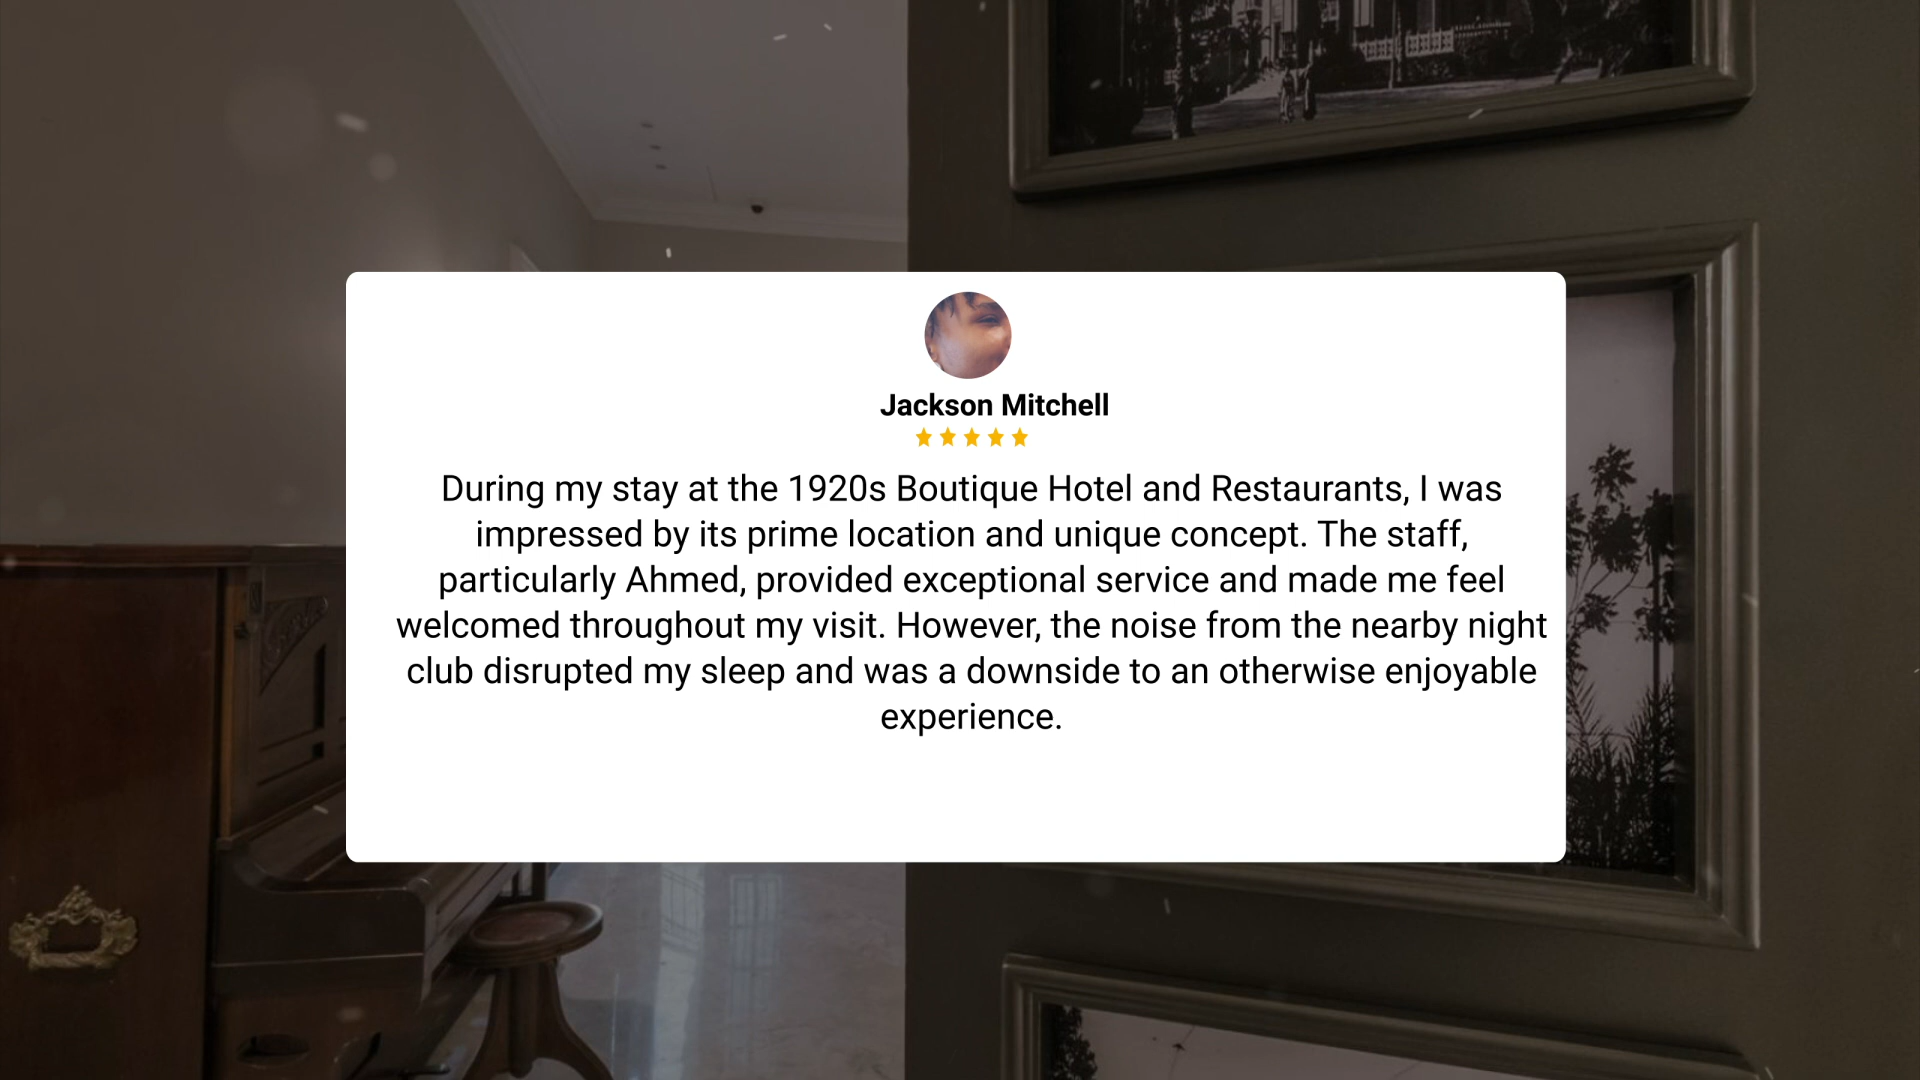 Jackson Mitchell
During my stay at the 1920s Boutique Hotel and Restaurants, I was
impressed by its prime location and unique concept. The staff,
particularly Ahmed, provided exceptional service and made me feel
welcomed throughout my visit. However, the noise from the nearby night
club disrupted my sleep and was a downside to an otherwise enjoyable
experience.